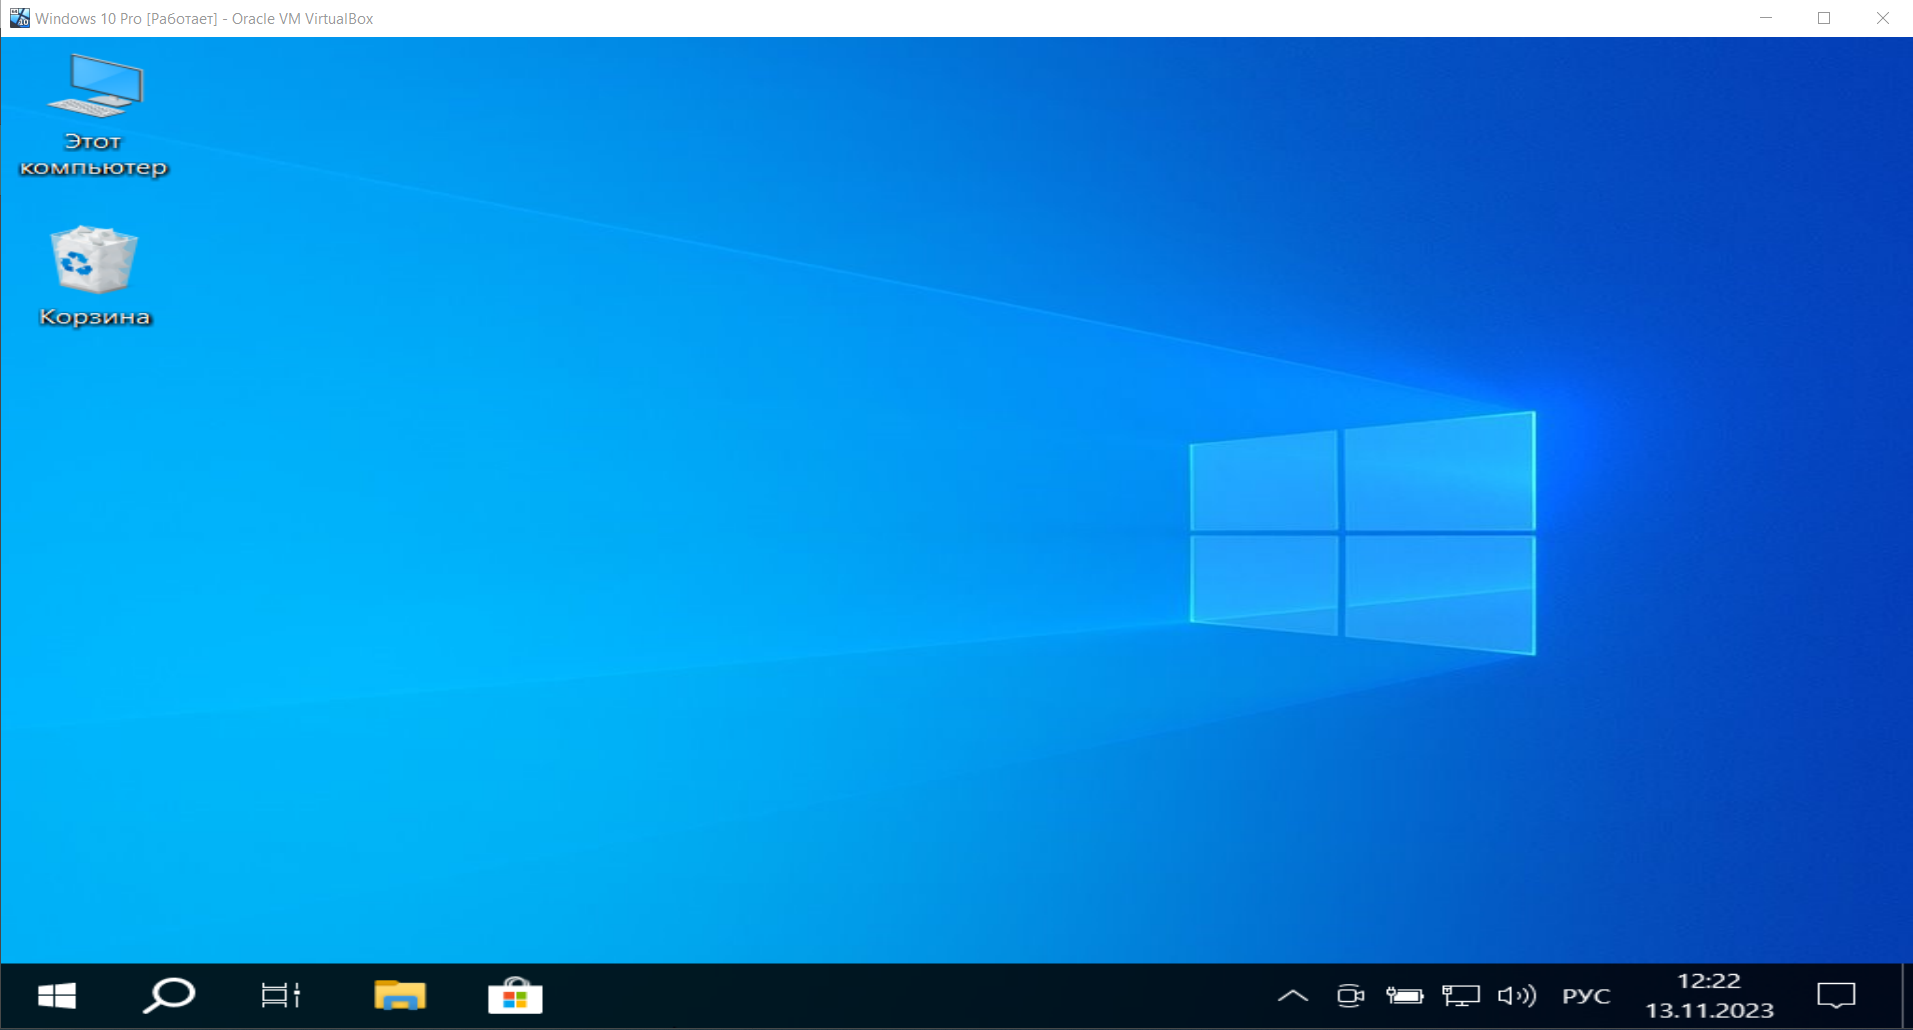 Windows 10 Pro [Работает] - Oracle VM VirtualBox
Этот
компьютер
Корзина
РУС
12:22
13.11.2023